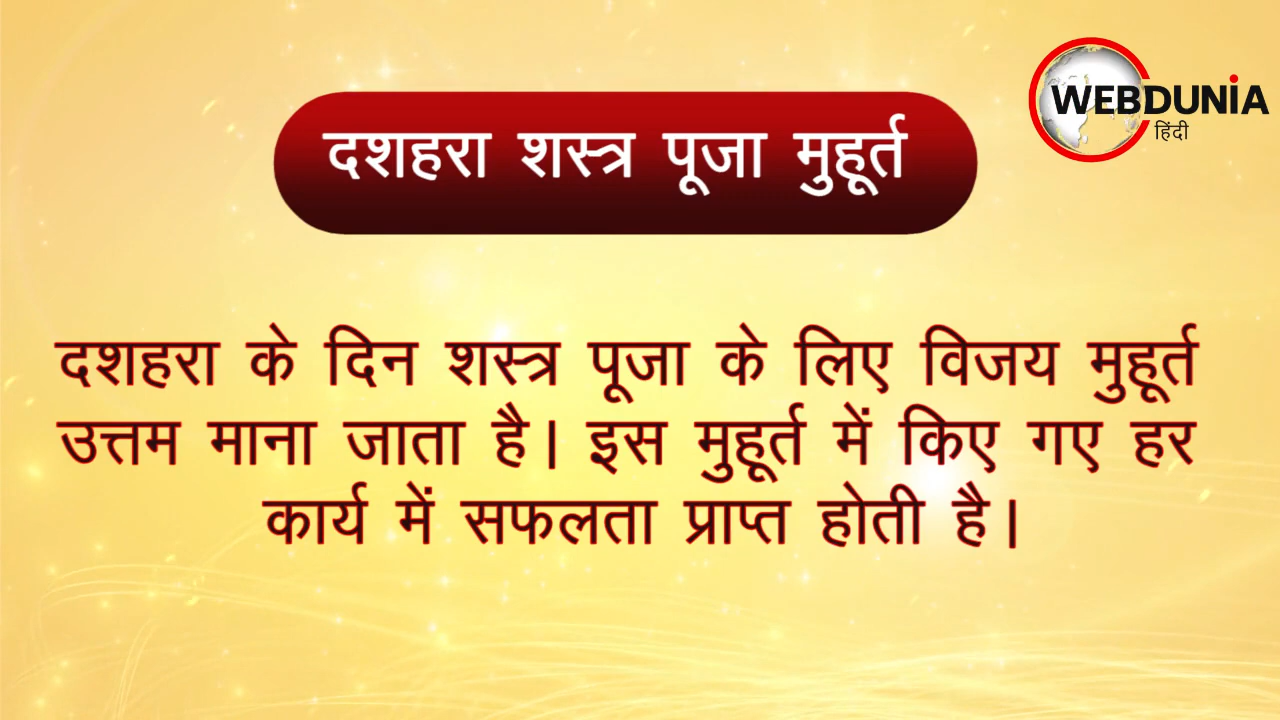 WEBDUNIA
हिंदी
दशहरा शस्त्र पूजा मुहूर्त
दशहरा के दिन शस्त्र पूजा के लिए विजय मुहूर्त
उत्तम माना जाता है। इस मुहूर्त में किए गए हर
कार्य में सफलता प्राप्त होती है।